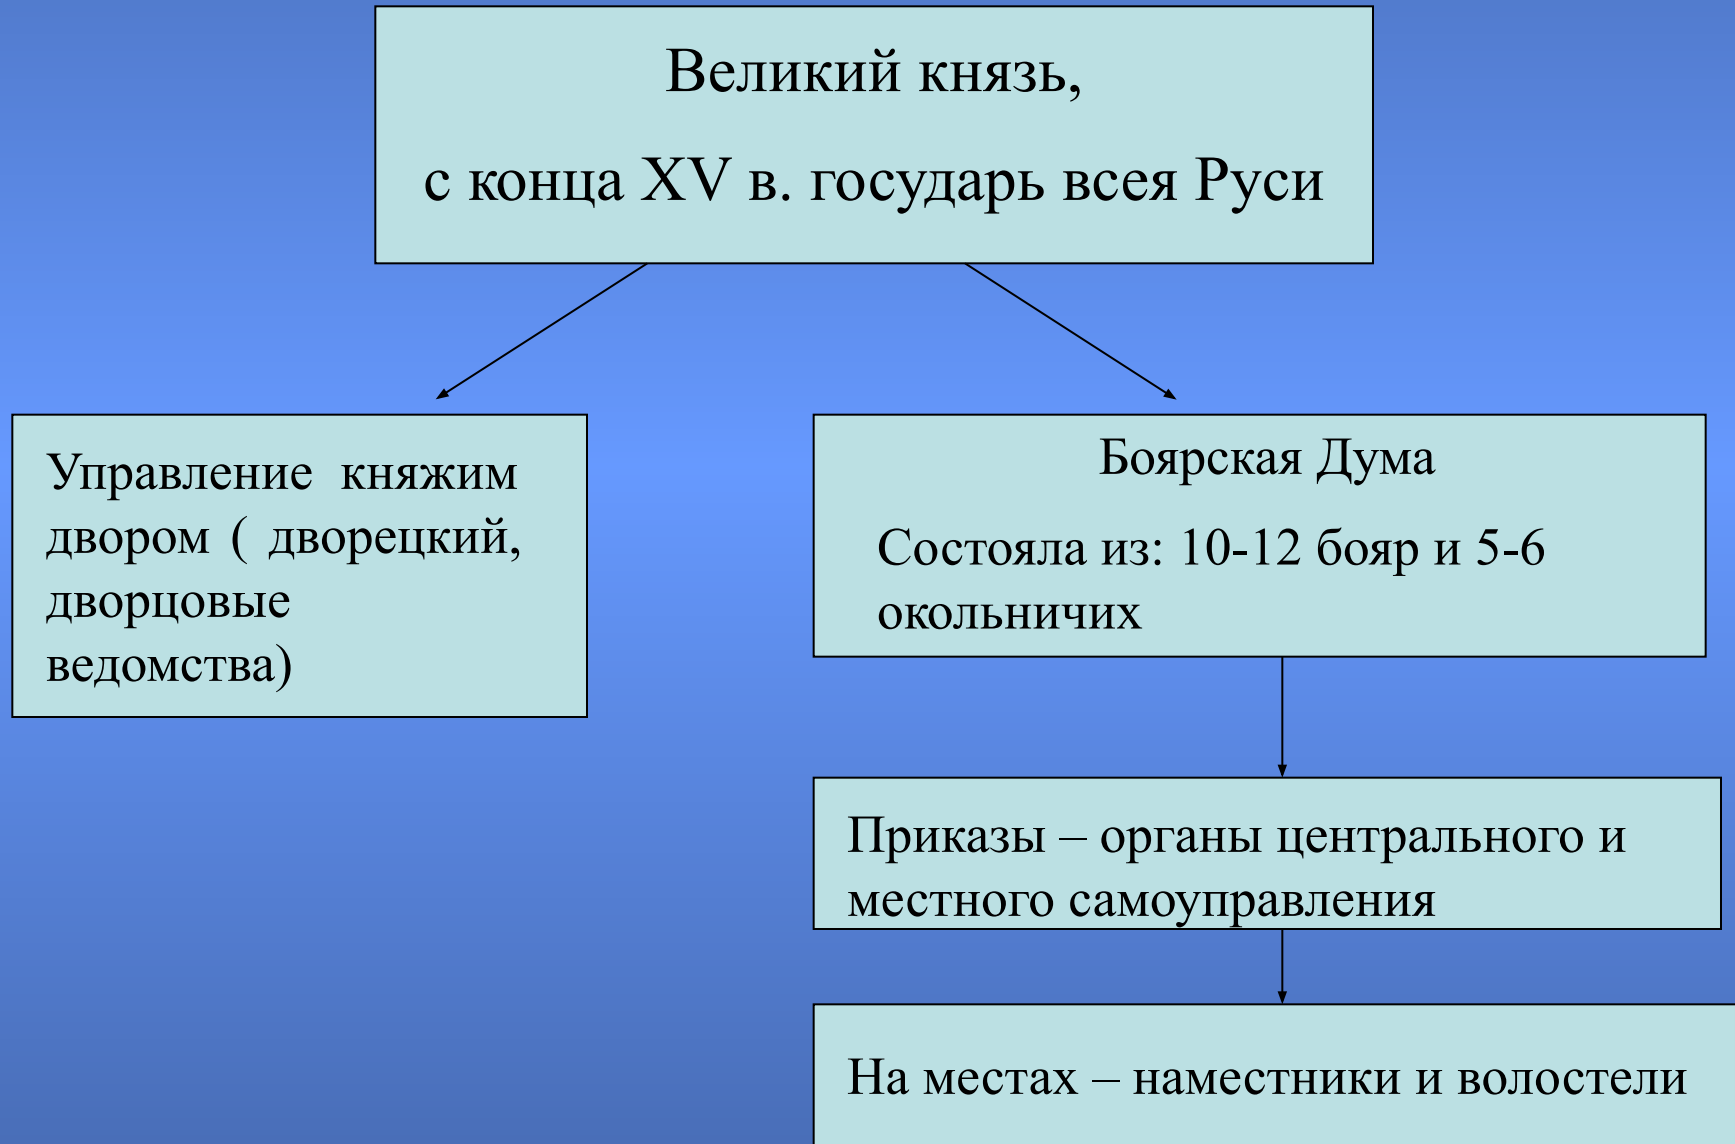 Великий князь,
с конца XV в. государь всея Руси
Управление княжим
двором ( дворецкий,
дворцовые
ведомства)
Боярская Дума
Состояла из: 10-12 бояр и 5-6
окольничих
Приказы – органы центрального и
местного самоуправления
На местах – наместники и волостели